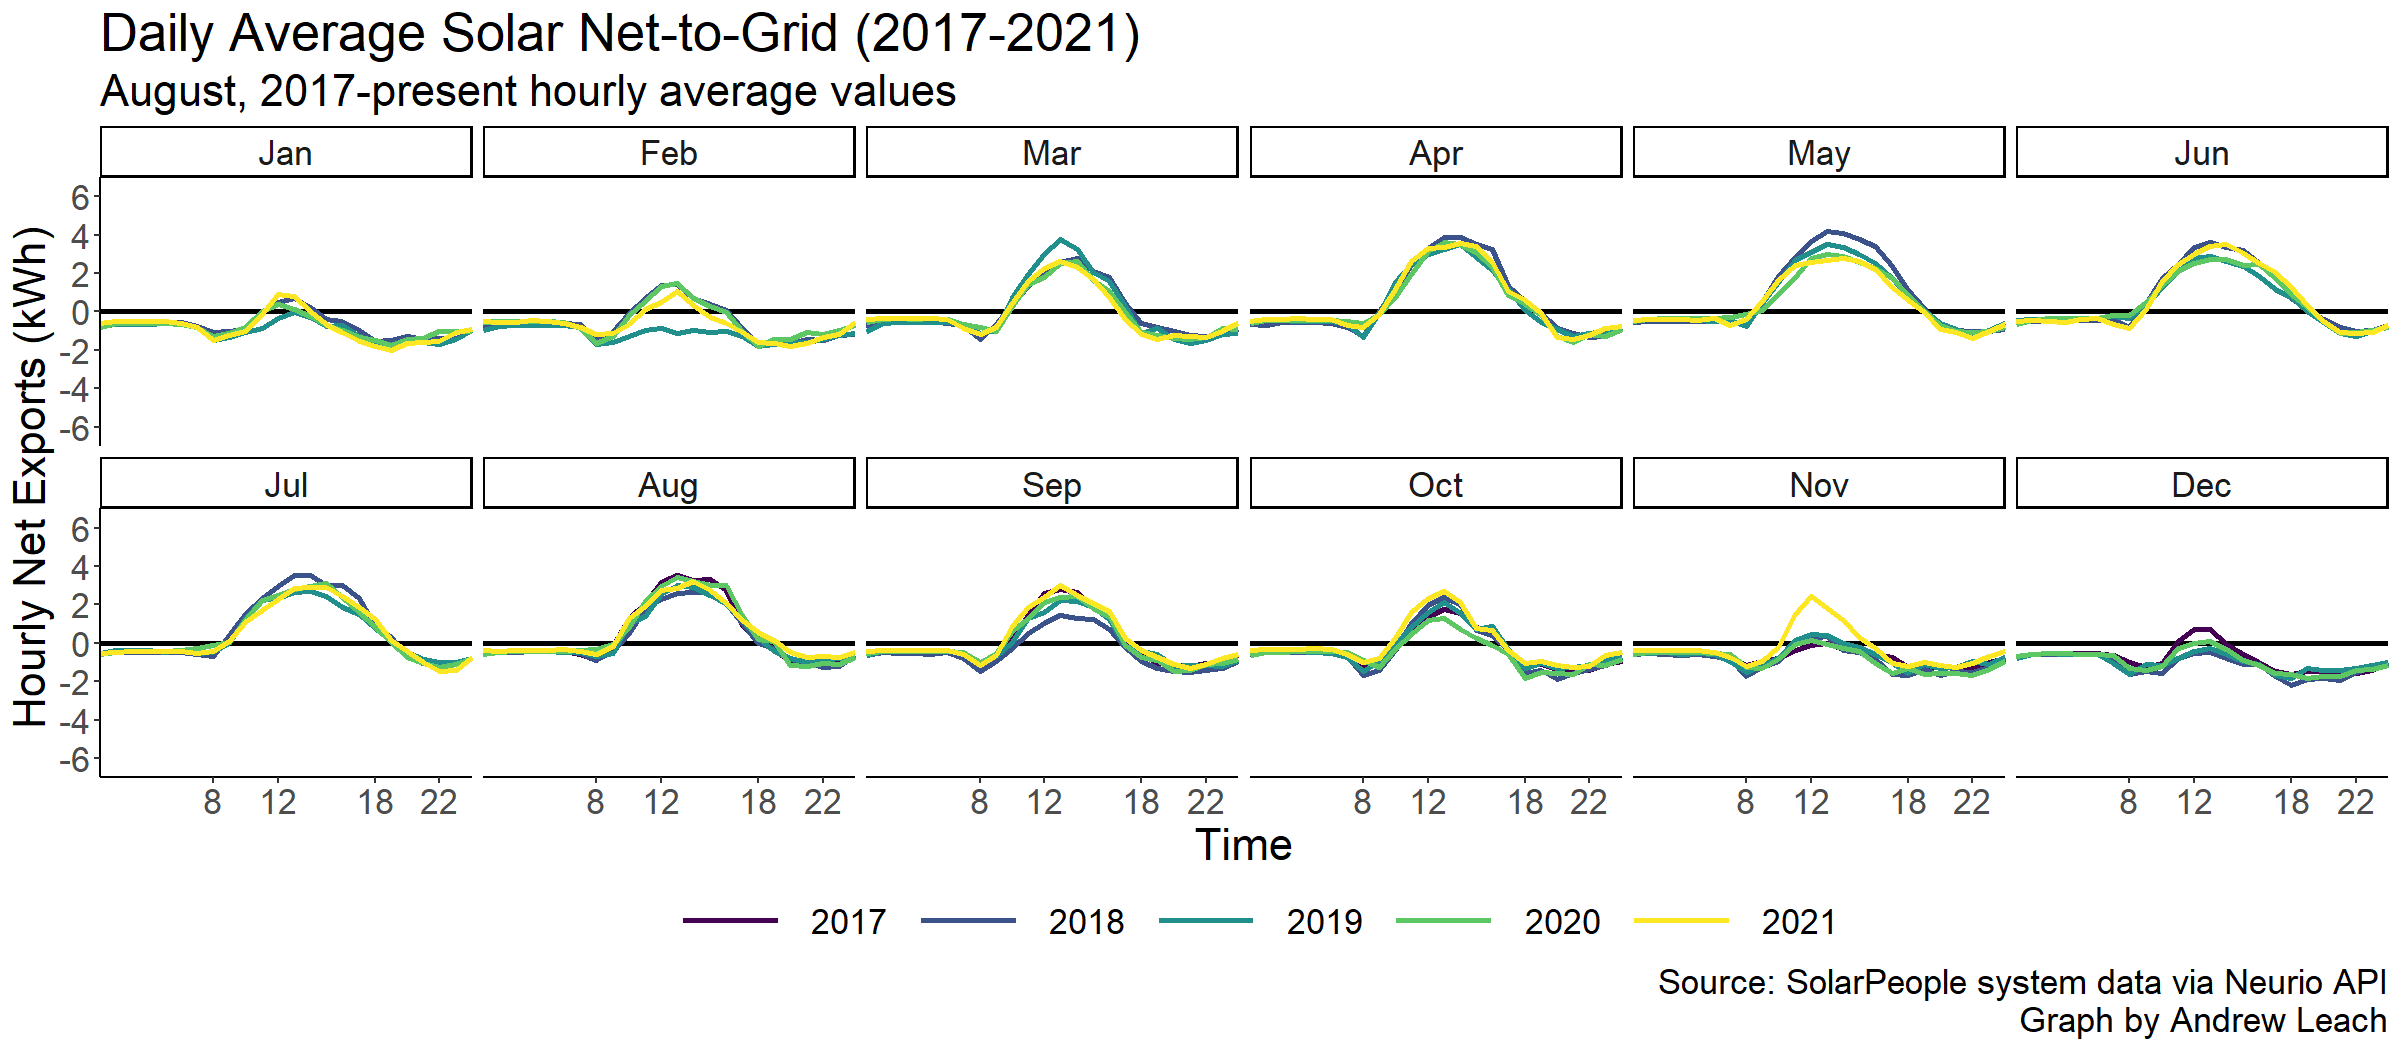 Daily Average Solar Net-to-Grid (2017-2021)
August, 2017-present hourly average values
Jan Feb Mar Apr May Jun
6
4
2
0
-2
-4
-6
Hourly Net Exports (kWh)
Jul Aug Sep Oct Nov Dec
6
4
2
0
-2
-4
-6
8 12 18 22 8 12 18 22 8 12 18 22 8 12 18 22 8 12 18 22 8 12 18 22
Time
2017 2018 2019 2020 2021
Source: SolarPeople system data via Neurio API
Graph by Andrew Leach